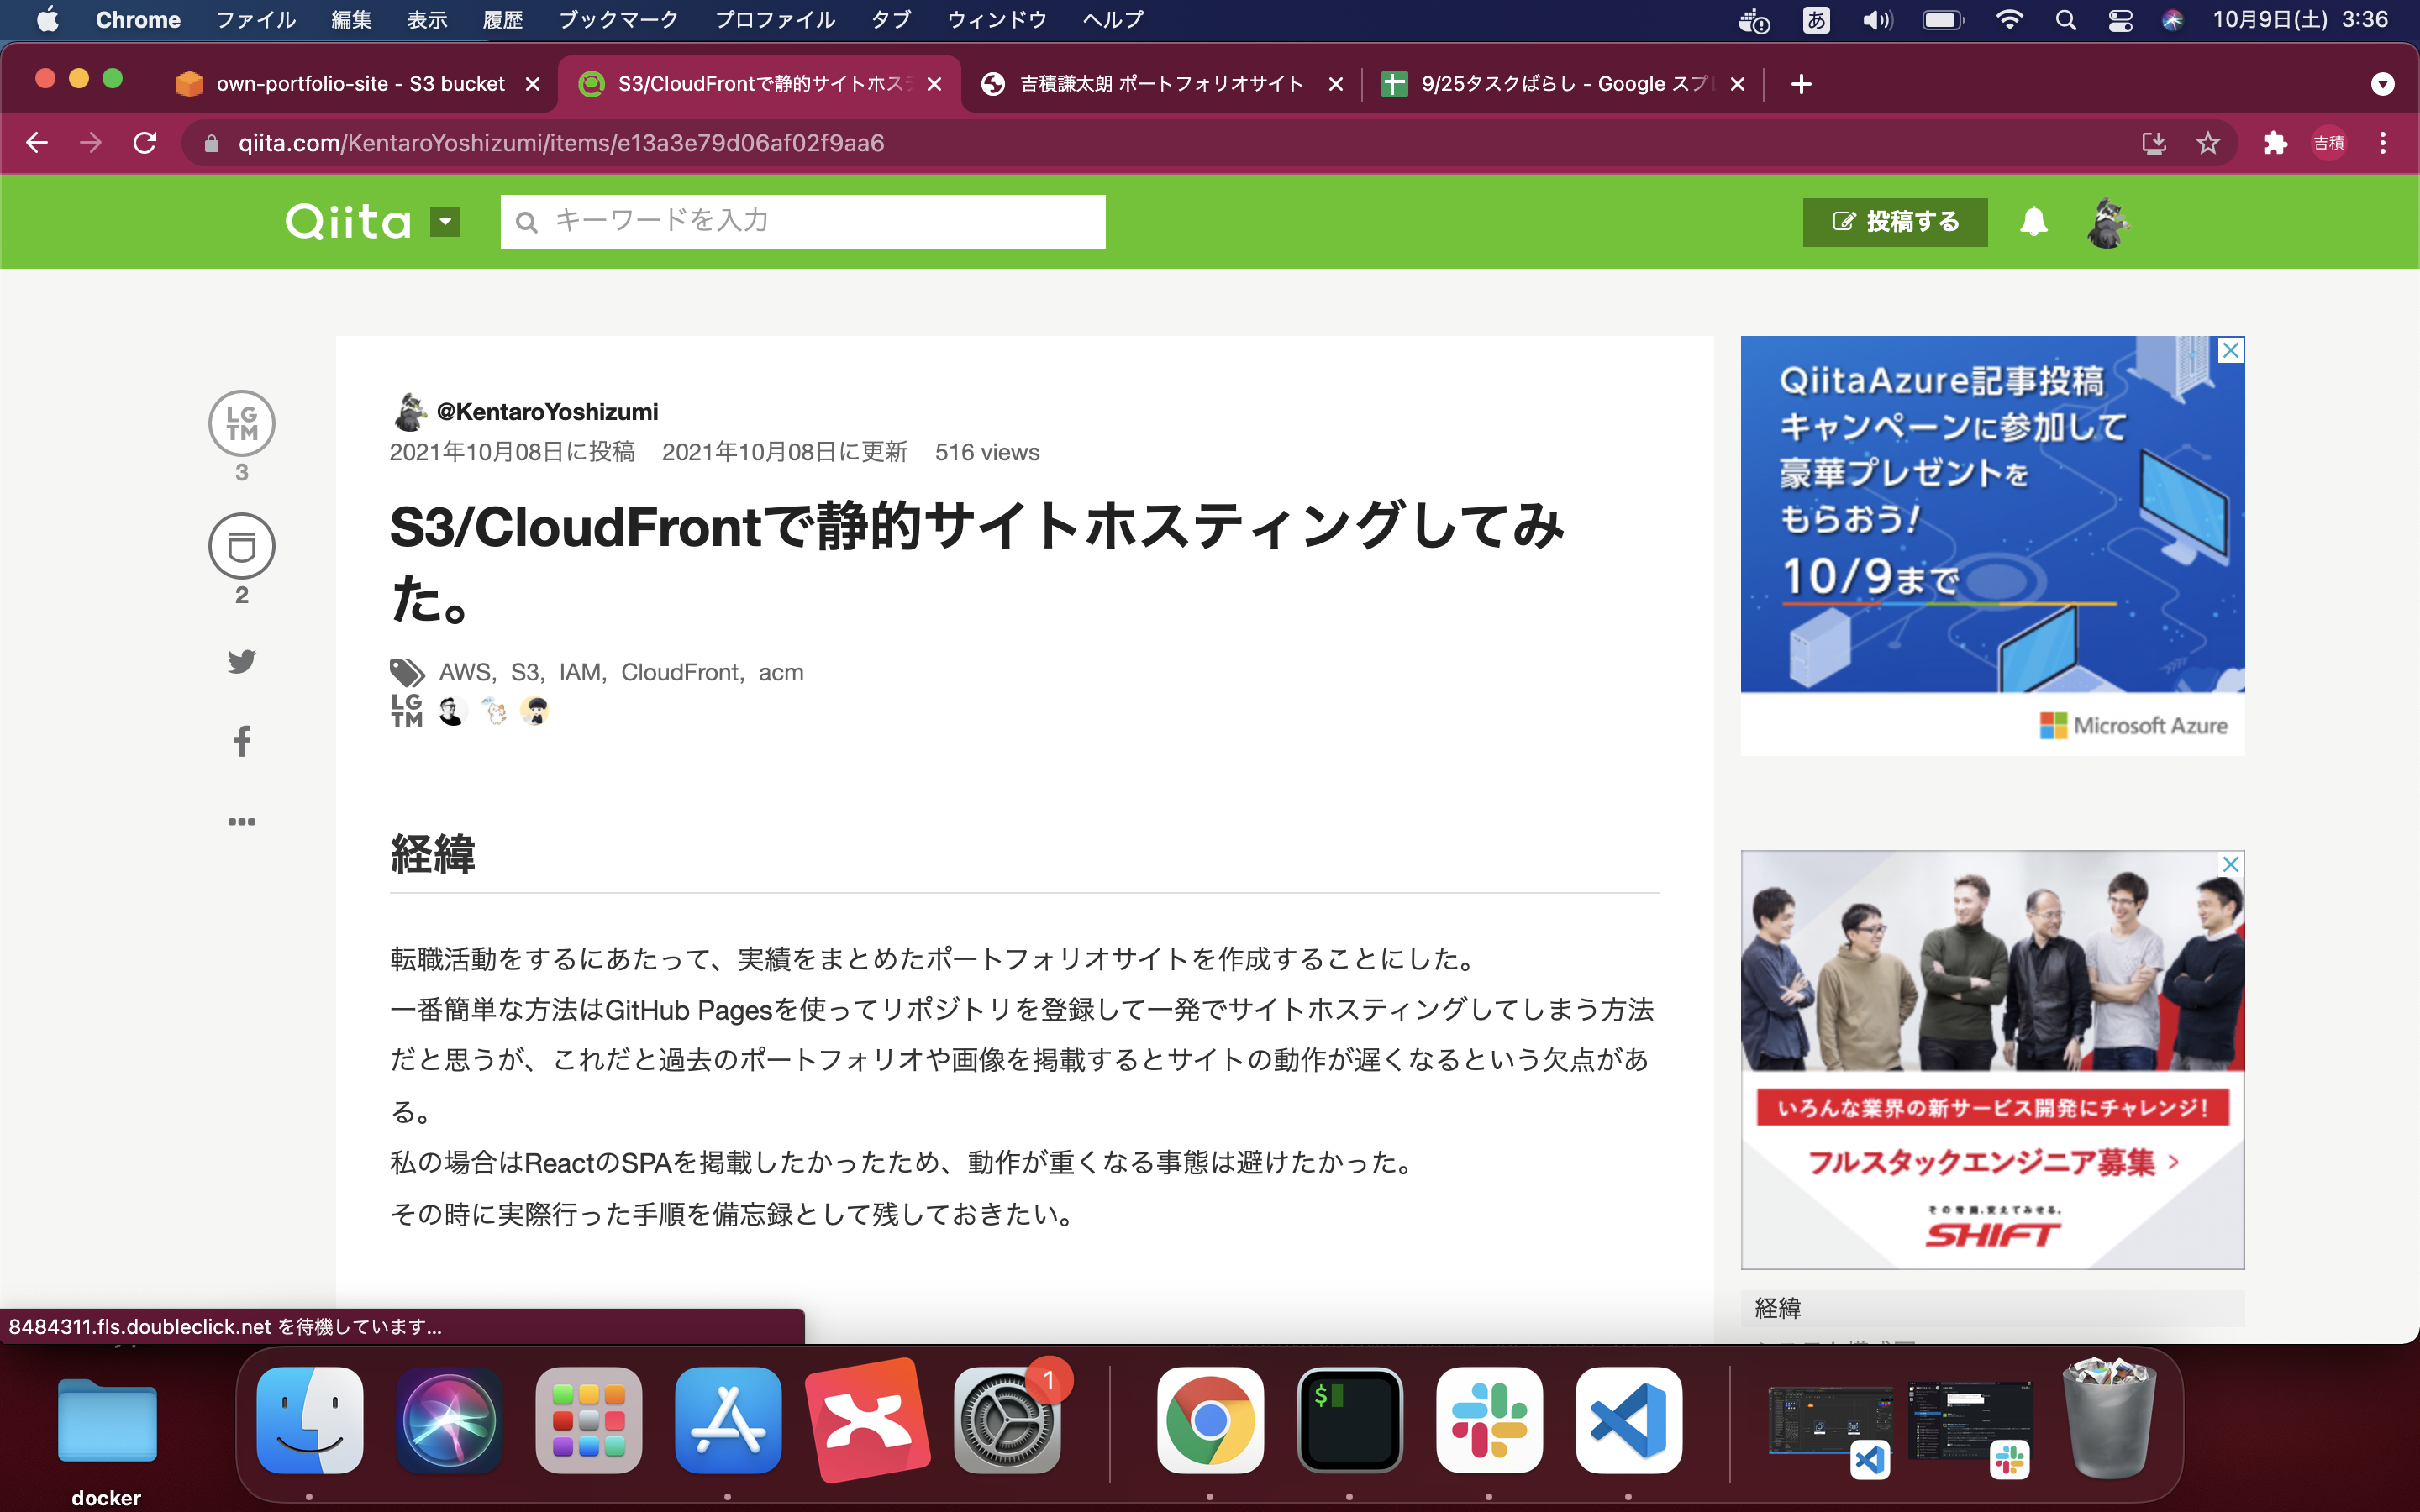 Chrome ファイル 編集 表示 履歴 ブックマーク プロファイル タブ ウィンドウ ヘルプ
あ 10月9日(土) 3:36
own-portfolio-site - S3 bucket
S3/CloudFrontで静的サイトホス
吉積謙太朗 ポートフォリオサイト
9/25タスクばらし - Google スプ
qiita.com/KentaroYoshizumi/items/e13a3e79d06af02f9aa6
吉積
Qiita
キーワードを入力
投稿する
LGTM
3
2
@KentaroYoshizumi
2021年10月08日に投稿 2021年10月08日に更新 516 views
S3/CloudFrontで静的サイトホスティングしてみ
た。
AWS, S3, IAM, CloudFront, acm
LGTM
経緯
転職活動をするにあたって、実績をまとめたポートフォリオサイトを作成することにした。
一番簡単な方法はGitHub Pagesを使ってリポジトリを登録して一発でサイトホスティングしてしまう方法
だと思うが、これだと過去のポートフォリオや画像を掲載するとサイトの動作が遅くなるという欠点があ
る。
私の場合はReactのSPAを掲載したかったため、動作が重くなる事態は避けたかった。
その時に実際行った手順を備忘録として残しておきたい。
QiitaAzure記事投稿
キャンペーンに参加して
豪華プレゼントを
もらおう!
10/9まで
Microsoft Azure
いろんな業界の新サービス開発にチャレンジ!
フルスタックエンジニア募集 >
その常識、変えてみせる。
SHIFT
経緯
8484311.fls.doubleclick.net を待機しています...
1
$
docker